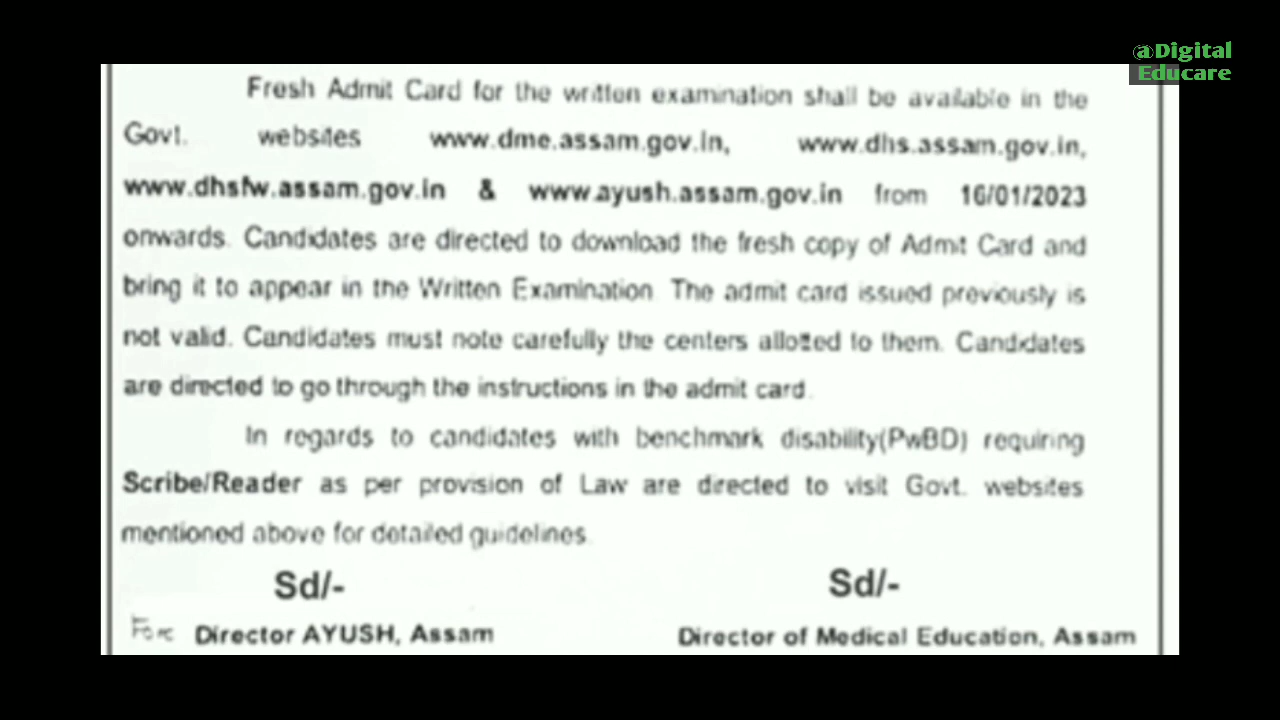 @Digital
Educare
Fresh Admit Card for the written examination shall be available in the
Govt. websites www.dme.assam.gov.in, www.dhs.assam.gov.in,
www.dhsfw.assam.gov.in & www.ayush.assam.gov.in from 16/01/2023
onwards. Candidates are directed to download the fresh copy of Admit Card and
bring it to appear in the Written Examination. The admit card issued previously is
not valid. Candidates must note carefully the centers allotted to them. Candidates
are directed to go through the instructions in the admit card.
In regards to candidates with benchmark disability(PwBD) requiring
Scribe/Reader as per provision of Law are directed to visit Govt. websites
mentioned above for detailed guidelines.
Sd/- Sd/-
For Director AYUSH, Assam Director of Medical Education, Assam